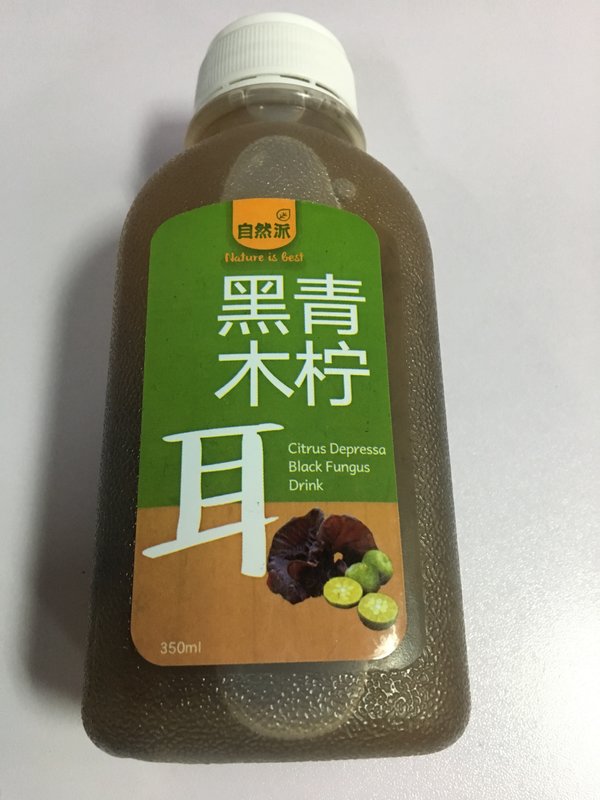 自然派
Nature is Best
青柠
黑木耳
Citrus Depressa
Black Fungus
Drink
350ml